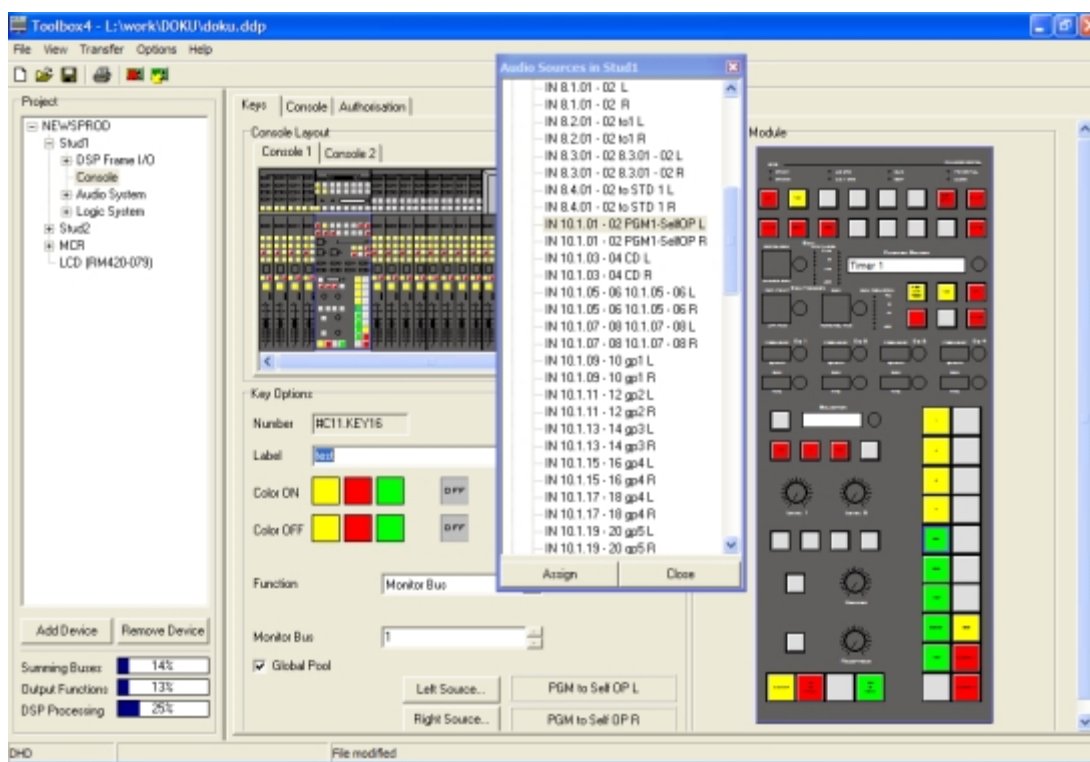 Toolbox4 - L:\work\DOKU\doku.ddp
File View Transfer Options Help
Project
NEWSPROD
Stud1
DSP Frame I/O
Console
Audio System
Logic System
Stud2
MCR
LCD (RM420-079)
Add Device Remove Device
Summing Buses 14%
Output Functions 13%
DSP Processing 25%
Keys Console Authorisation
Console Layout
Console 1 Console 2
Key Options
Number #C11.KEY16
Label test
Color ON OFF
Color OFF OFF
Function Monitor Bus
Monitor Bus 1
Global Pool
Left Source... PGM to Self OP L
Right Source... PGM to Self OP R
Audio Sources in Stud1
IN 8.1.01 - 02 L
IN 8.1.01 - 02 R
IN 8.2.01 - 02 to1 L
IN 8.2.01 - 02 to1 R
IN 8.3.01 - 02 8.3.01 - 02 L
IN 8.3.01 - 02 8.3.01 - 02 R
IN 8.4.01 - 02 to STD 1 L
IN 8.4.01 - 02 to STD 1 R
IN 10.1.01 - 02 PGM1-SelfOP L
IN 10.1.01 - 02 PGM1-SelfOP R
IN 10.1.03 - 04 CD L
IN 10.1.03 - 04 CD R
IN 10.1.05 - 06 10.1.05 - 06 L
IN 10.1.05 - 06 10.1.05 - 06 R
IN 10.1.07 - 08 10.1.07 - 08 L
IN 10.1.07 - 08 10.1.07 - 08 R
IN 10.1.09 - 10 gp1 L
IN 10.1.09 - 10 gp1 R
IN 10.1.11 - 12 gp2 L
IN 10.1.11 - 12 gp2 R
IN 10.1.13 - 14 gp3 L
IN 10.1.13 - 14 gp3 R
IN 10.1.15 - 16 gp4 L
IN 10.1.15 - 16 gp4 R
IN 10.1.17 - 18 gp4 L
IN 10.1.17 - 18 gp4 R
IN 10.1.19 - 20 gp5 L
IN 10.1.19 - 20 gp5 R
Assign Close
Module
Timer 1
DHD File modified